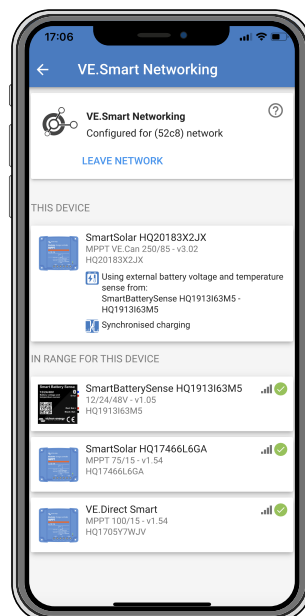 17:06
VE.Smart Networking
VE.Smart Networking
Configured for (52c8) network
LEAVE NETWORK
THIS DEVICE
SmartSolar HQ20183X2JX
MPPT VE.Can 250/85 - v3.02
HQ20183X2JX
Using external battery voltage and temperature
sense from:
SmartBatterySense HQ1913I63M5 -
HQ1913I63M5
Synchronised charging
IN RANGE FOR THIS DEVICE
Smart Battery Sense
SmartBatterySense HQ1913I63M5
12/24/48V - v1.05
HQ1913I63M5
SmartSolar HQ17466L6GA
MPPT 75/15 - v1.54
HQ17466L6GA
VE.Direct Smart
MPPT 100/15 - v1.54
HQ1705Y7WJV